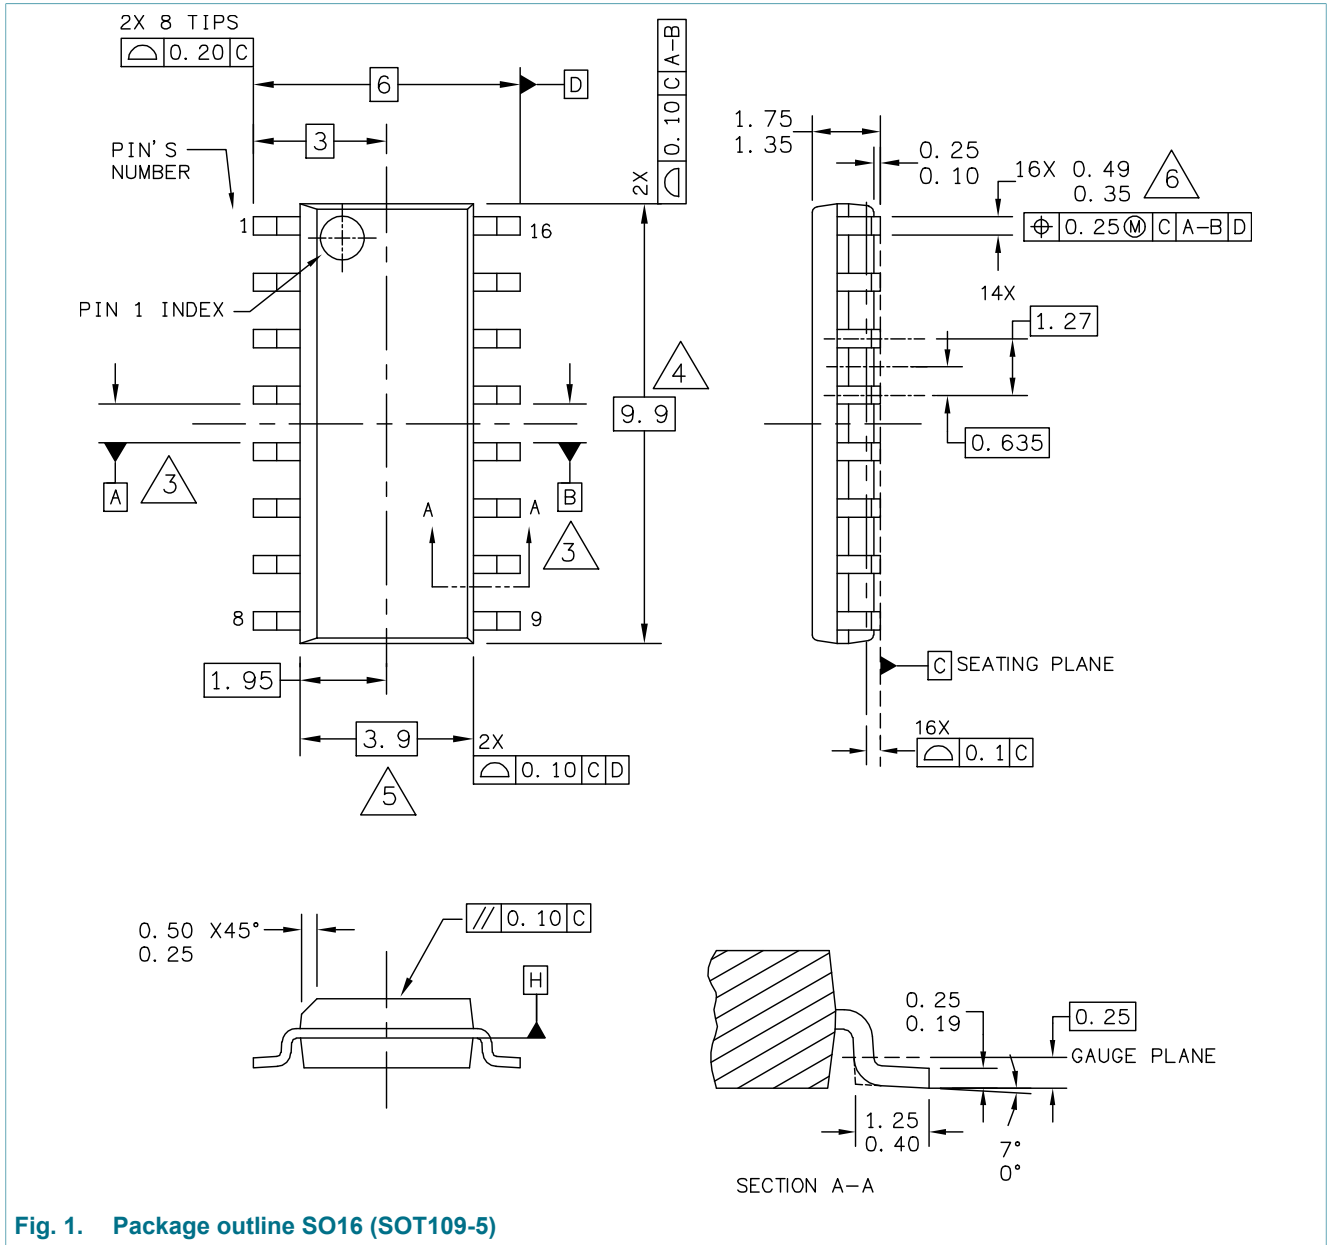 2X 8 TIPS
⌓ 0.20 C
6
D
3
PIN'S
NUMBER
1
16
PIN 1 INDEX
2X
⌓ 0.10 C A-B
9.9
4
A
3
B
3
A A
8
9
1.95
3.9
5
2X
⌓ 0.10 C D
1.75
1.35
0.25
0.10
16X 0.49
0.35
6
⌖ 0.25 Ⓜ C A-B D
14X
1.27
0.635
C SEATING PLANE
16X
⌓ 0.1 C
0.50 X45°
0.25
// 0.10 C
H
0.25
0.19
0.25
GAUGE PLANE
1.25
0.40
7°
0°
SECTION A-A
Fig. 1. Package outline SO16 (SOT109-5)